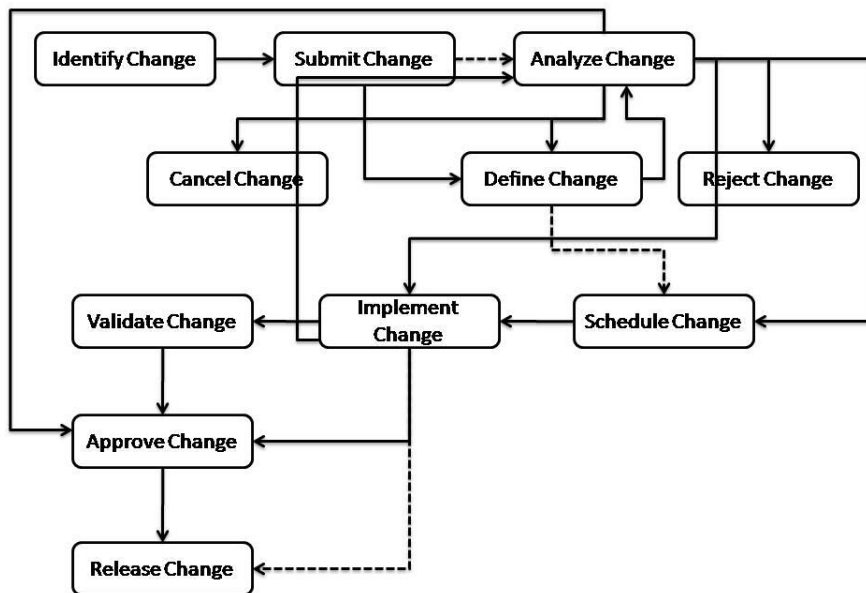 Identify Change
Submit Change
Analyze Change
Cancel Change
Define Change
Reject Change
Validate Change
Implement
Change
Schedule Change
Approve Change
Release Change